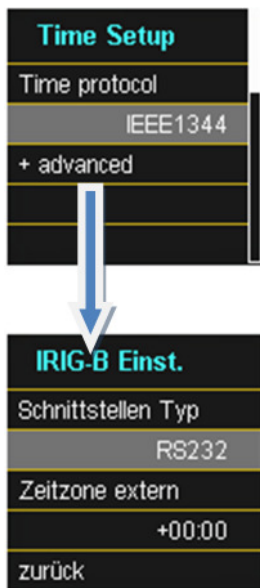 Time Setup
Time protocol
IEEE1344
+ advanced
IRIG-B Einst.
Schnittstellen Typ
RS232
Zeitzone extern
+00:00
zurück